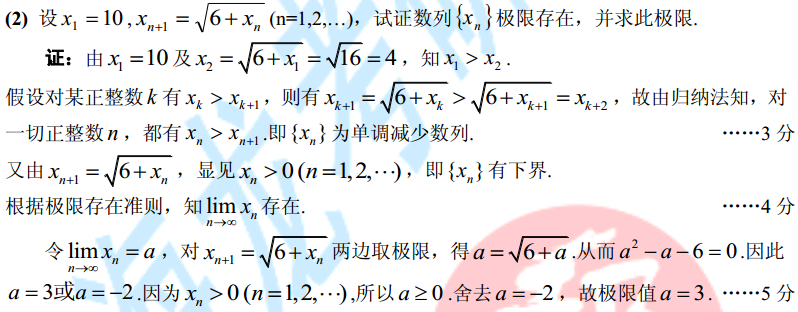 (2) 设 $x_1=10, x_{n+1}=\sqrt{6+x_n}$ (n=1,2,…)，试证数列 $\{x_n\}$ 极限存在，并求此极限.
证：由 $x_1=10$ 及 $x_2=\sqrt{6+x_1}=\sqrt{16}=4$，知 $x_1>x_2$.
假设对某正整数 $k$ 有 $x_k>x_{k+1}$，则有 $x_{k+1}=\sqrt{6+x_k}>\sqrt{6+x_{k+1}}=x_{k+2}$，故由归纳法知，对
一切正整数 $n$，都有 $x_n>x_{n+1}$.即 $\{x_n\}$ 为单调减少数列. ……3 分
又由 $x_{n+1}=\sqrt{6+x_n}$，显见 $x_n>0(n=1,2,\cdots)$，即 $\{x_n\}$ 有下界.
根据极限存在准则，知 $\lim_{n\to\infty} x_n$ 存在. ……4 分
令 $\lim_{n\to\infty} x_n=a$，对 $x_{n+1}=\sqrt{6+x_n}$ 两边取极限，得 $a=\sqrt{6+a}$.从而 $a^2-a-6=0$.因此
$a=3$或$a=-2$.因为 $x_n>0(n=1,2,\cdots)$,所以 $a\geq 0$.舍去 $a=-2$，故极限值 $a=3$. ……5 分